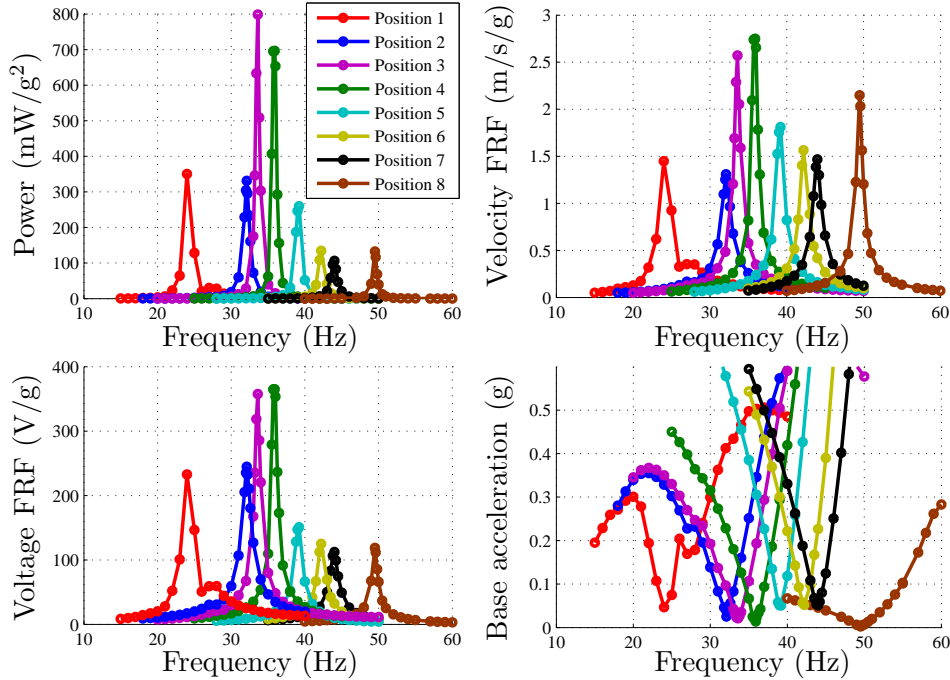 Power (mW/g²)
800
700
600
500
400
300
200
100
0
10 20 30 40 50 60
Frequency (Hz)
Position 1
Position 2
Position 3
Position 4
Position 5
Position 6
Position 7
Position 8
Velocity FRF (m/s/g)
3
2.5
2
1.5
1
0.5
0
10 20 30 40 50 60
Frequency (Hz)
Voltage FRF (V/g)
400
300
200
100
0
10 20 30 40 50 60
Frequency (Hz)
Base acceleration (g)
0.5
0.4
0.3
0.2
0.1
0
10 20 30 40 50 60
Frequency (Hz)